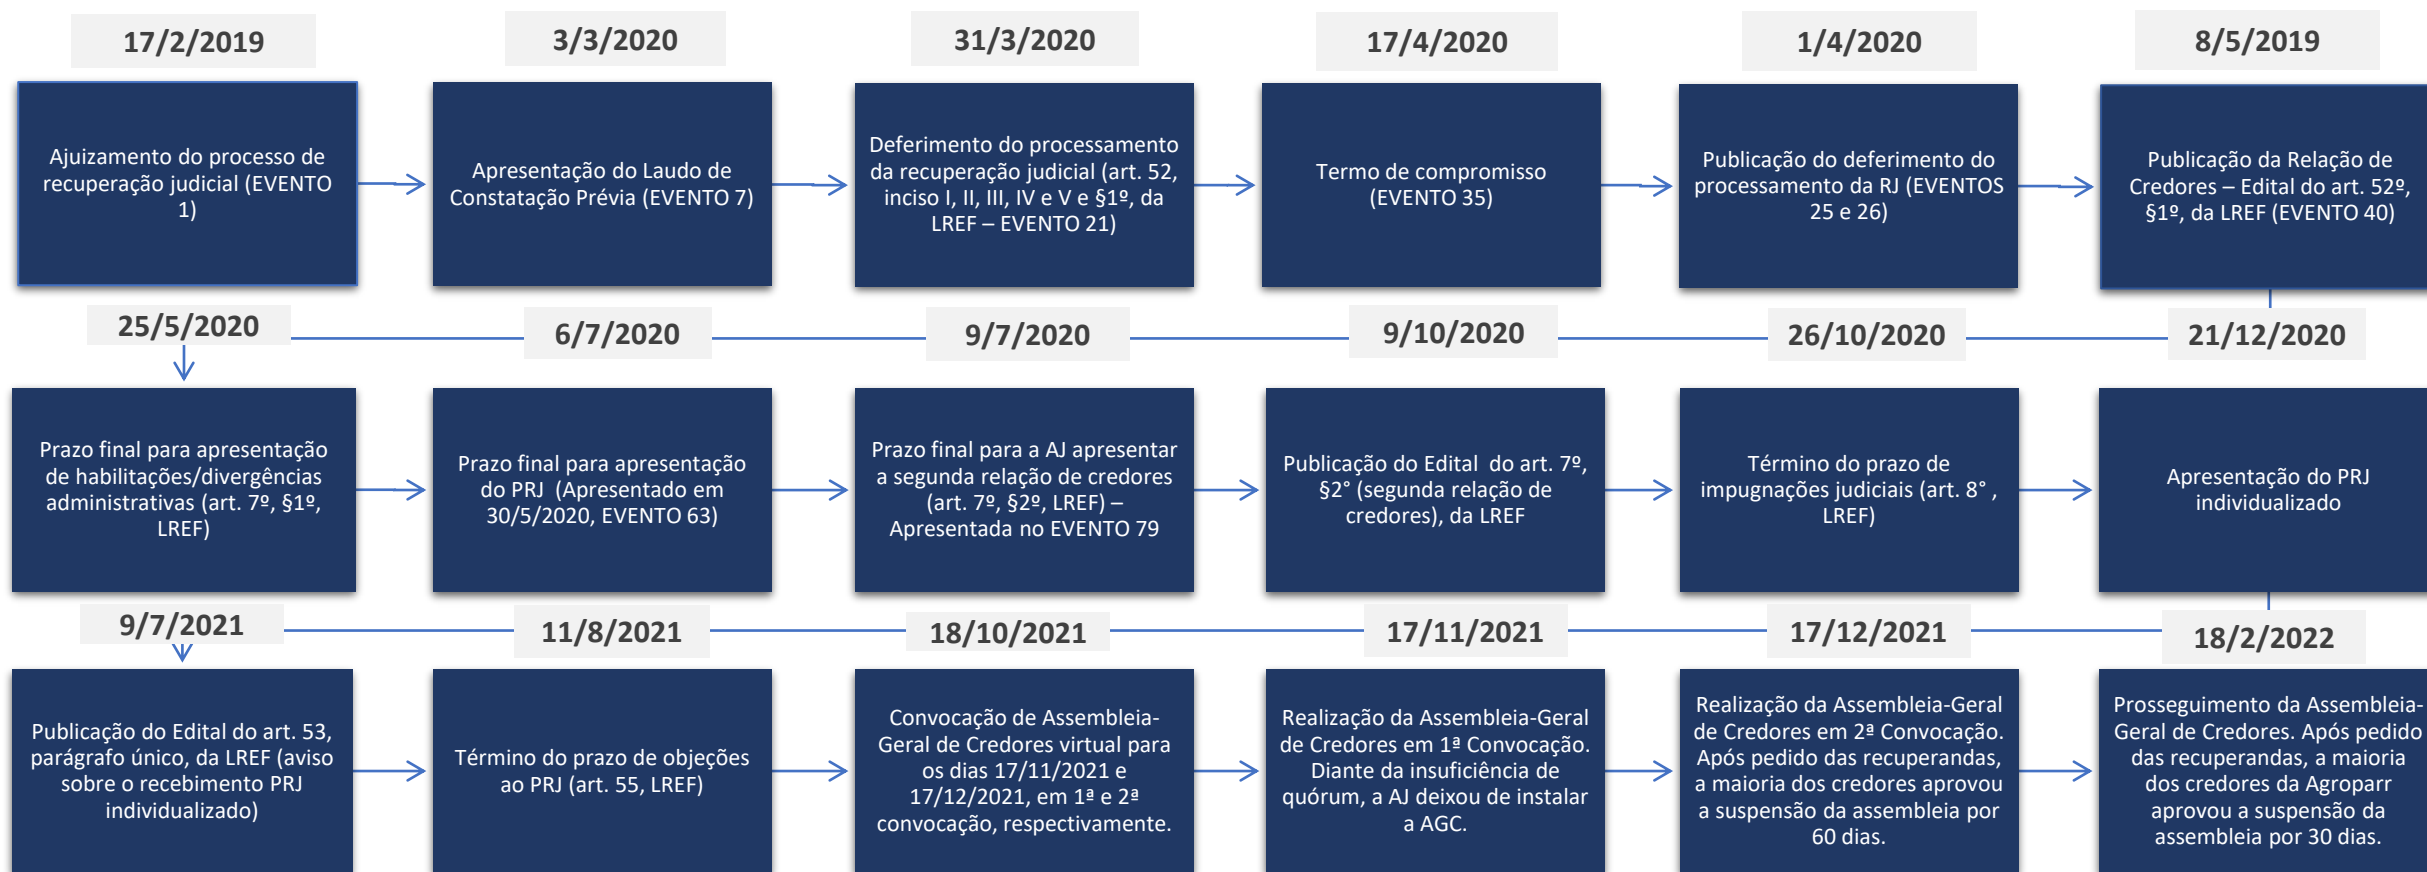 17/2/2019
3/3/2020
31/3/2020
17/4/2020
1/4/2020
8/5/2019
Ajuizamento do processo de
recuperação judicial (EVENTO
1)
Apresentação do Laudo de
Constatação Prévia (EVENTO 7)
Deferimento do processamento
da recuperação judicial (art. 52,
inciso I, II, III, IV e V e §1º, da
LREF – EVENTO 21)
Termo de compromisso
(EVENTO 35)
Publicação do deferimento do
processamento da RJ (EVENTOS
25 e 26)
Publicação da Relação de
Credores – Edital do art. 52º,
§1º, da LREF (EVENTO 40)
25/5/2020
6/7/2020
9/7/2020
9/10/2020
26/10/2020
21/12/2020
Prazo final para apresentação
de habilitações/divergências
administrativas (art. 7º, §1º,
LREF)
Prazo final para apresentação
do PRJ (Apresentado em
30/5/2020, EVENTO 63)
Prazo final para a AJ apresentar
a segunda relação de credores
(art. 7º, §2º, LREF) –
Apresentada no EVENTO 79
Publicação do Edital do art. 7º,
§2° (segunda relação de
credores), da LREF
Término do prazo de
impugnações judiciais (art. 8° ,
LREF)
Apresentação do PRJ
individualizado
9/7/2021
11/8/2021
18/10/2021
17/11/2021
17/12/2021
18/2/2022
Publicação do Edital do art. 53,
parágrafo único, da LREF (aviso
sobre o recebimento PRJ
individualizado)
Término do prazo de objeções
ao PRJ (art. 55, LREF)
Convocação de Assembleia-
Geral de Credores virtual para
os dias 17/11/2021 e
17/12/2021, em 1ª e 2ª
convocação, respectivamente.
Realização da Assembleia-Geral
de Credores em 1ª Convocação.
Diante da insuficiência de
quórum, a AJ deixou de instalar
a AGC.
Realização da Assembleia-Geral
de Credores em 2ª Convocação.
Após pedido das recuperandas,
a maioria dos credores aprovou
a suspensão da assembleia por
60 dias.
Prosseguimento da Assembleia-
Geral de Credores. Após pedido
das recuperandas, a maioria
dos credores da Agroparr
aprovou a suspensão da
assembleia por 30 dias.